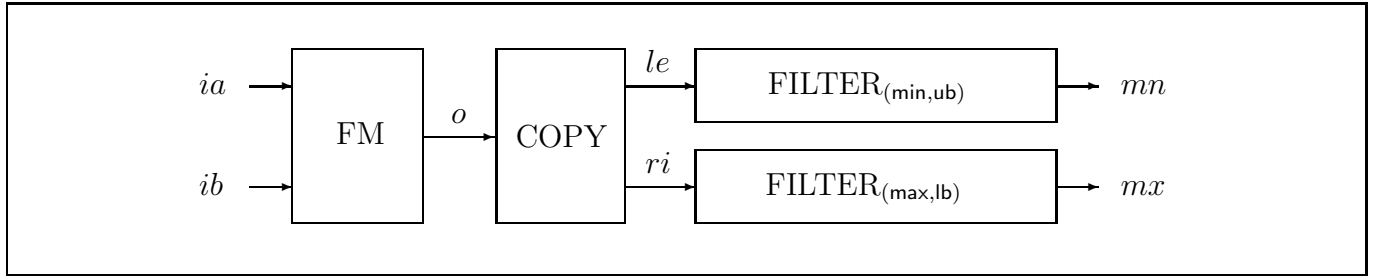 ia
ib
FM
o
COPY
le
ri
FILTER(min,ub)
FILTER(max,lb)
mn
mx